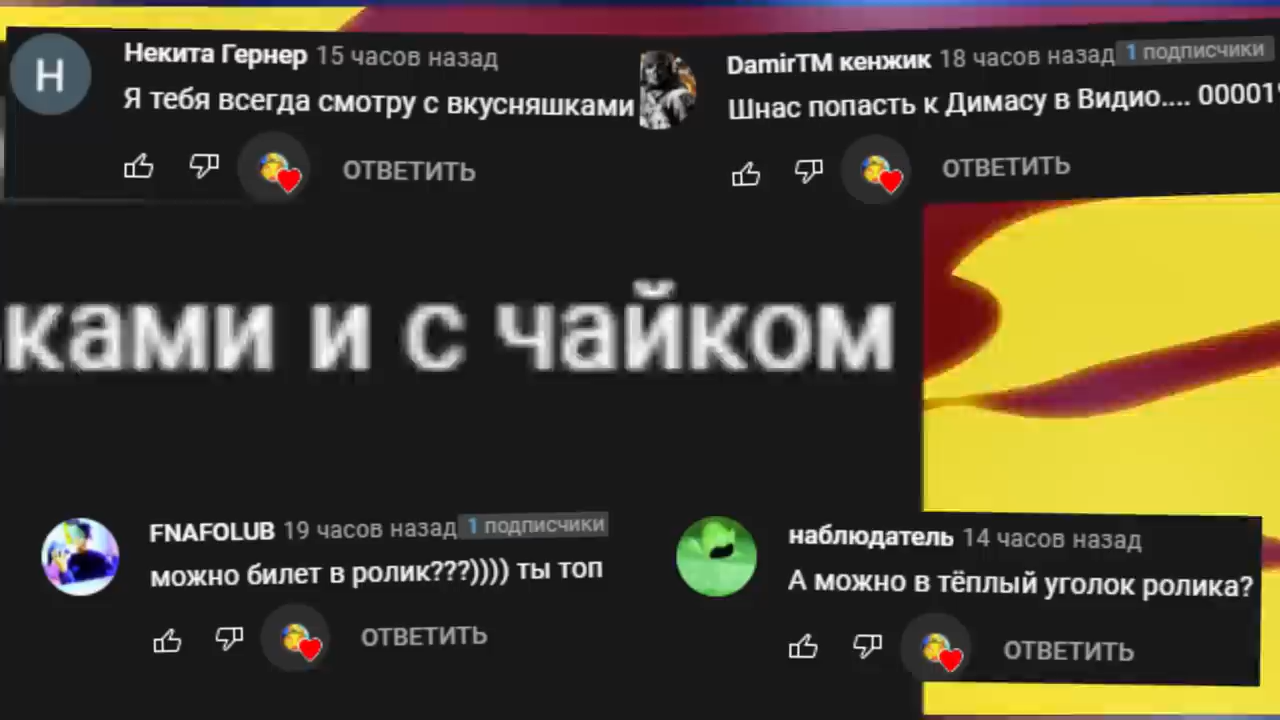 Некита Гернер 15 часов назад
Я тебя всегда смотру с вкусняшками
ОТВЕТИТЬ
DamirTM кенжик 18 часов назад 1 подписчики
Шнас попасть к Димасу в Видио.... 00001
ОТВЕТИТЬ
ками и с чайком
FNAFOLUB 19 часов назад 1 подписчики
можно билет в ролик???)))) ты топ
ОТВЕТИТЬ
наблюдатель 14 часов назад
А можно в тёплый уголок ролика?
ОТВЕТИТЬ